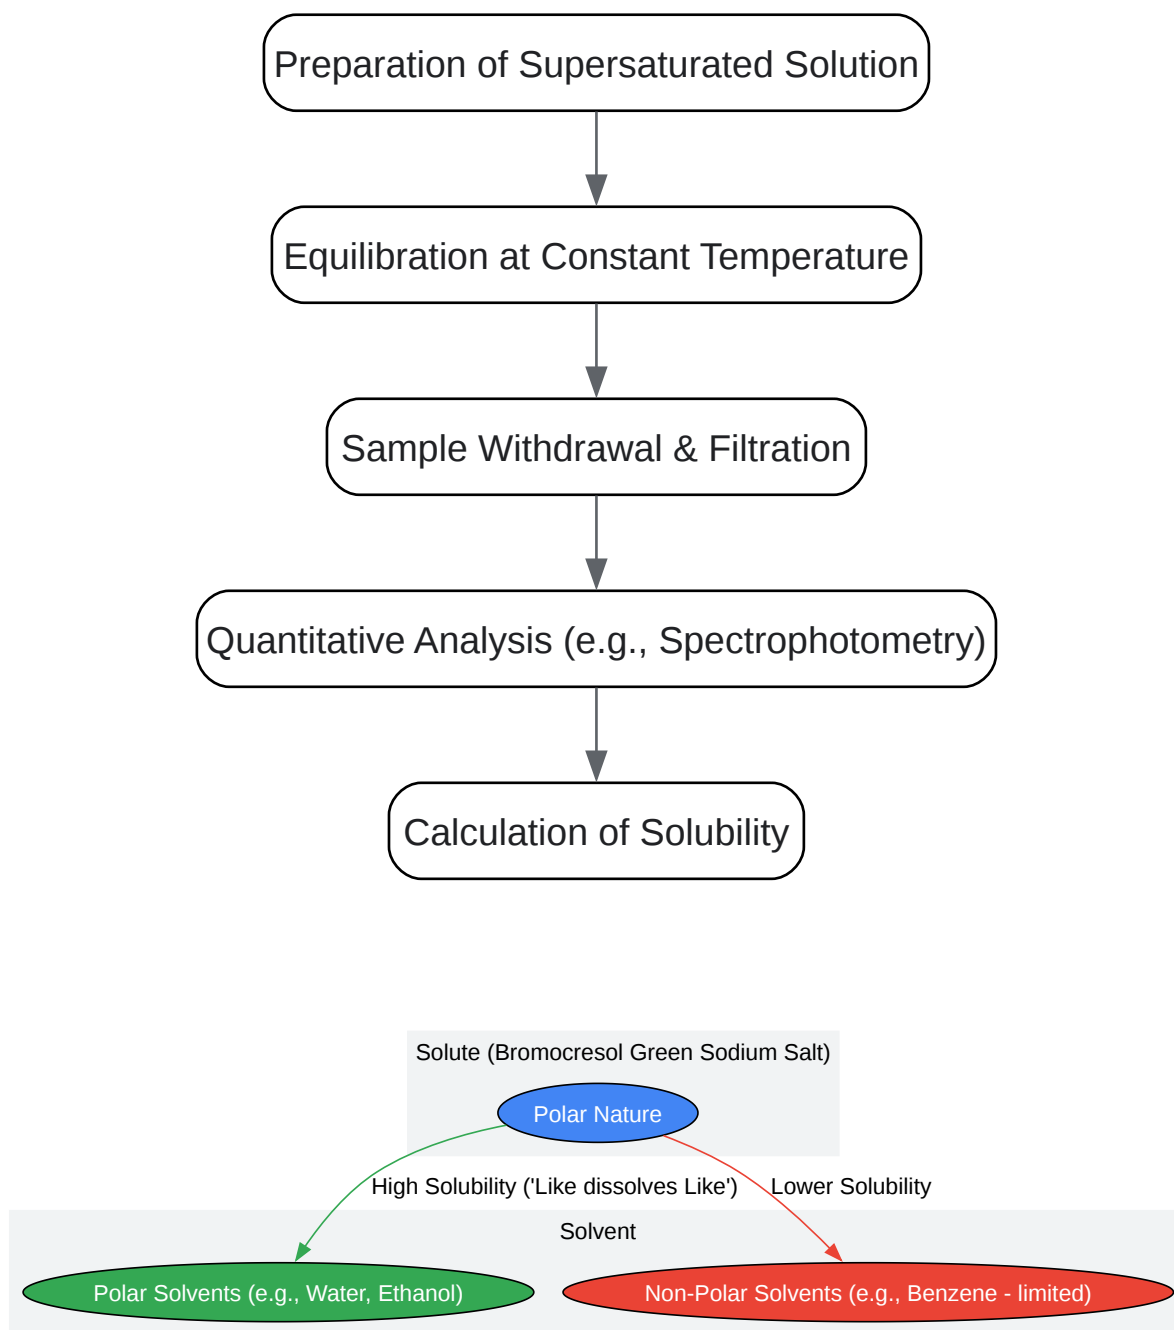 Preparation of Supersaturated Solution
Equilibration at Constant Temperature
Sample Withdrawal & Filtration
Quantitative Analysis (e.g., Spectrophotometry)
Calculation of Solubility
Solute (Bromocresol Green Sodium Salt)
Polar Nature
High Solubility ('Like dissolves Like')
Lower Solubility
Solvent
Polar Solvents (e.g., Water, Ethanol)
Non-Polar Solvents (e.g., Benzene - limited)